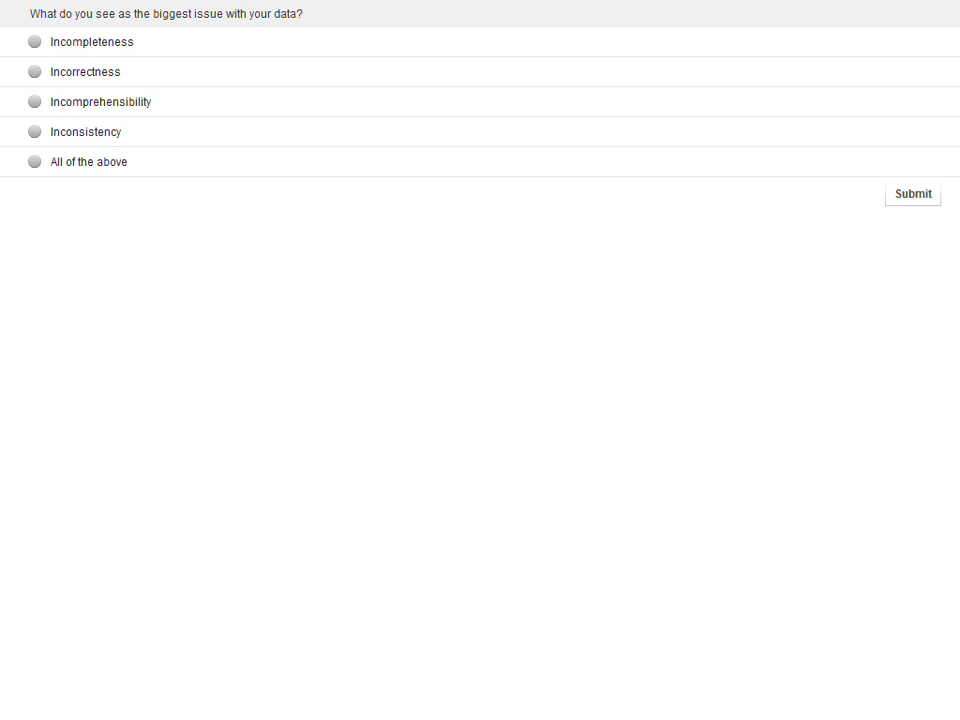 What do you see as the biggest issue with your data?
Incompleteness
Incorrectness
Incomprehensibility
Inconsistency
All of the above
Submit